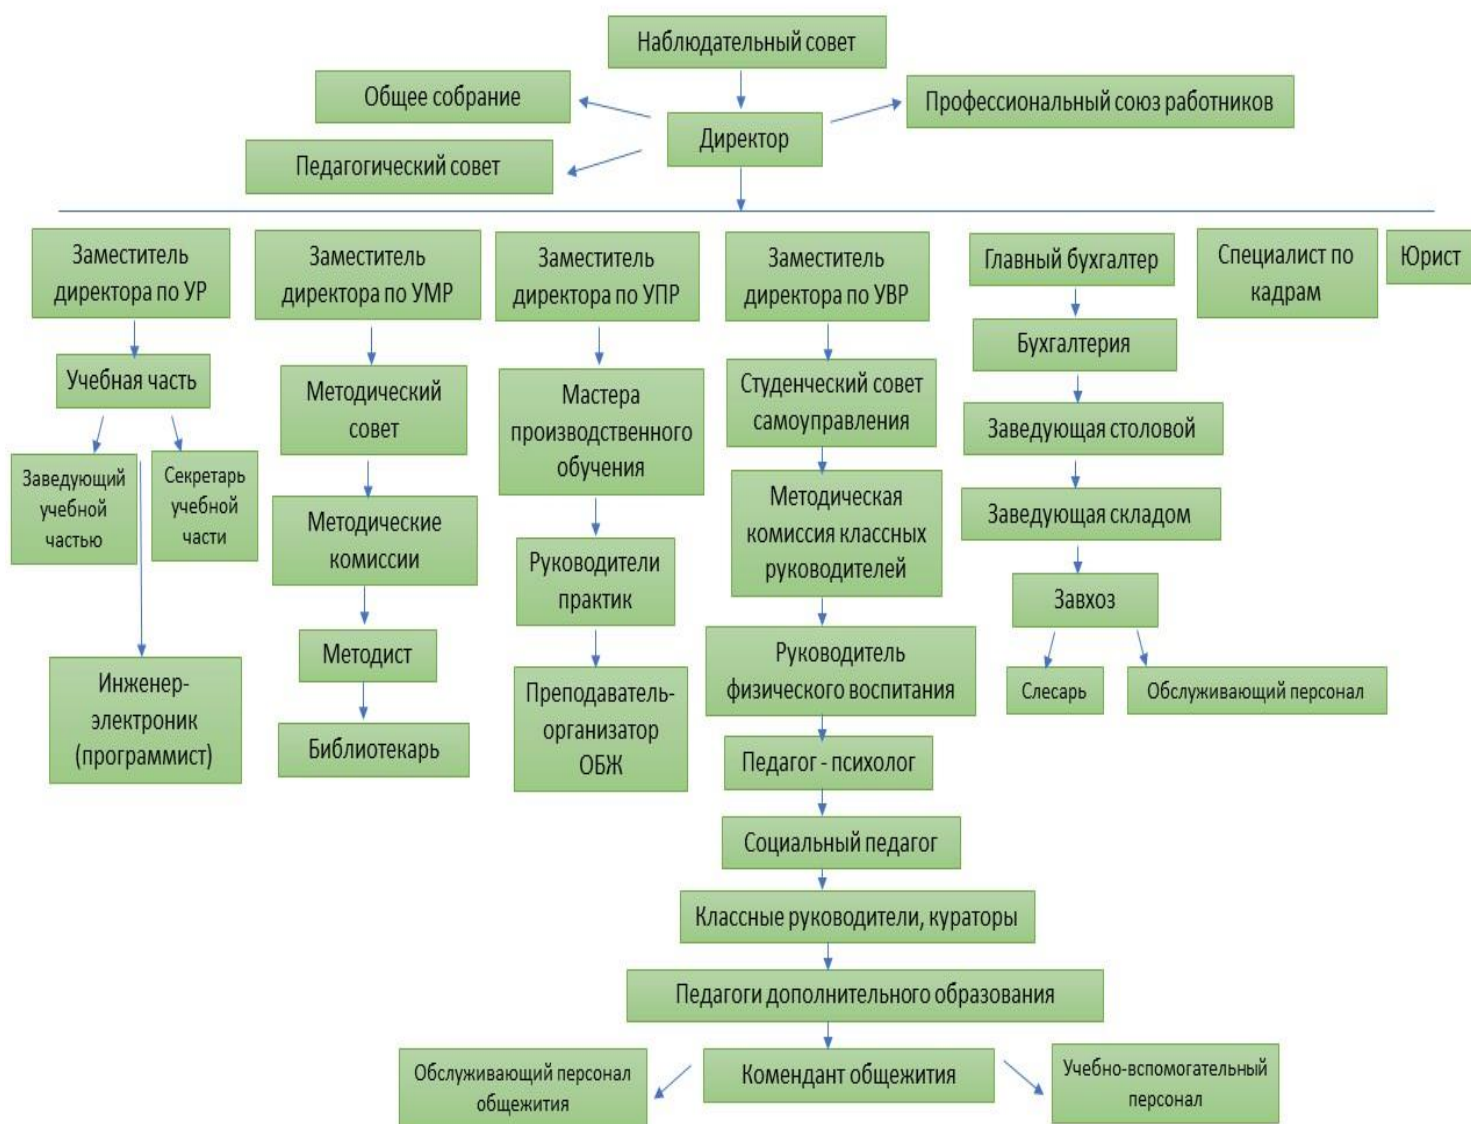 Наблюдательный совет
Общее собрание
Профессиональный союз работников
Директор
Педагогический совет
Заместитель
директора по УР
Заместитель
директора по УМР
Заместитель
директора по УПР
Заместитель
директора по УВР
Главный бухгалтер
Специалист по
кадрам
Юрист
Учебная часть
Заведующий
учебной
частью
Секретарь
учебной
части
Инженер-
электроник
(программист)
Методический
совет
Методические
комиссии
Методист
Библиотекарь
Мастера
производственного
обучения
Руководители
практик
Преподаватель-
организатор
ОБЖ
Студенческий совет
самоуправления
Методическая
комиссия классных
руководителей
Руководитель
физического воспитания
Педагог - психолог
Социальный педагог
Классные руководители, кураторы
Педагоги дополнительного образования
Комендант общежития
Обслуживающий персонал
общежития
Учебно-вспомогательный
персонал
Бухгалтерия
Заведующая столовой
Заведующая складом
Завхоз
Слесарь
Обслуживающий персонал